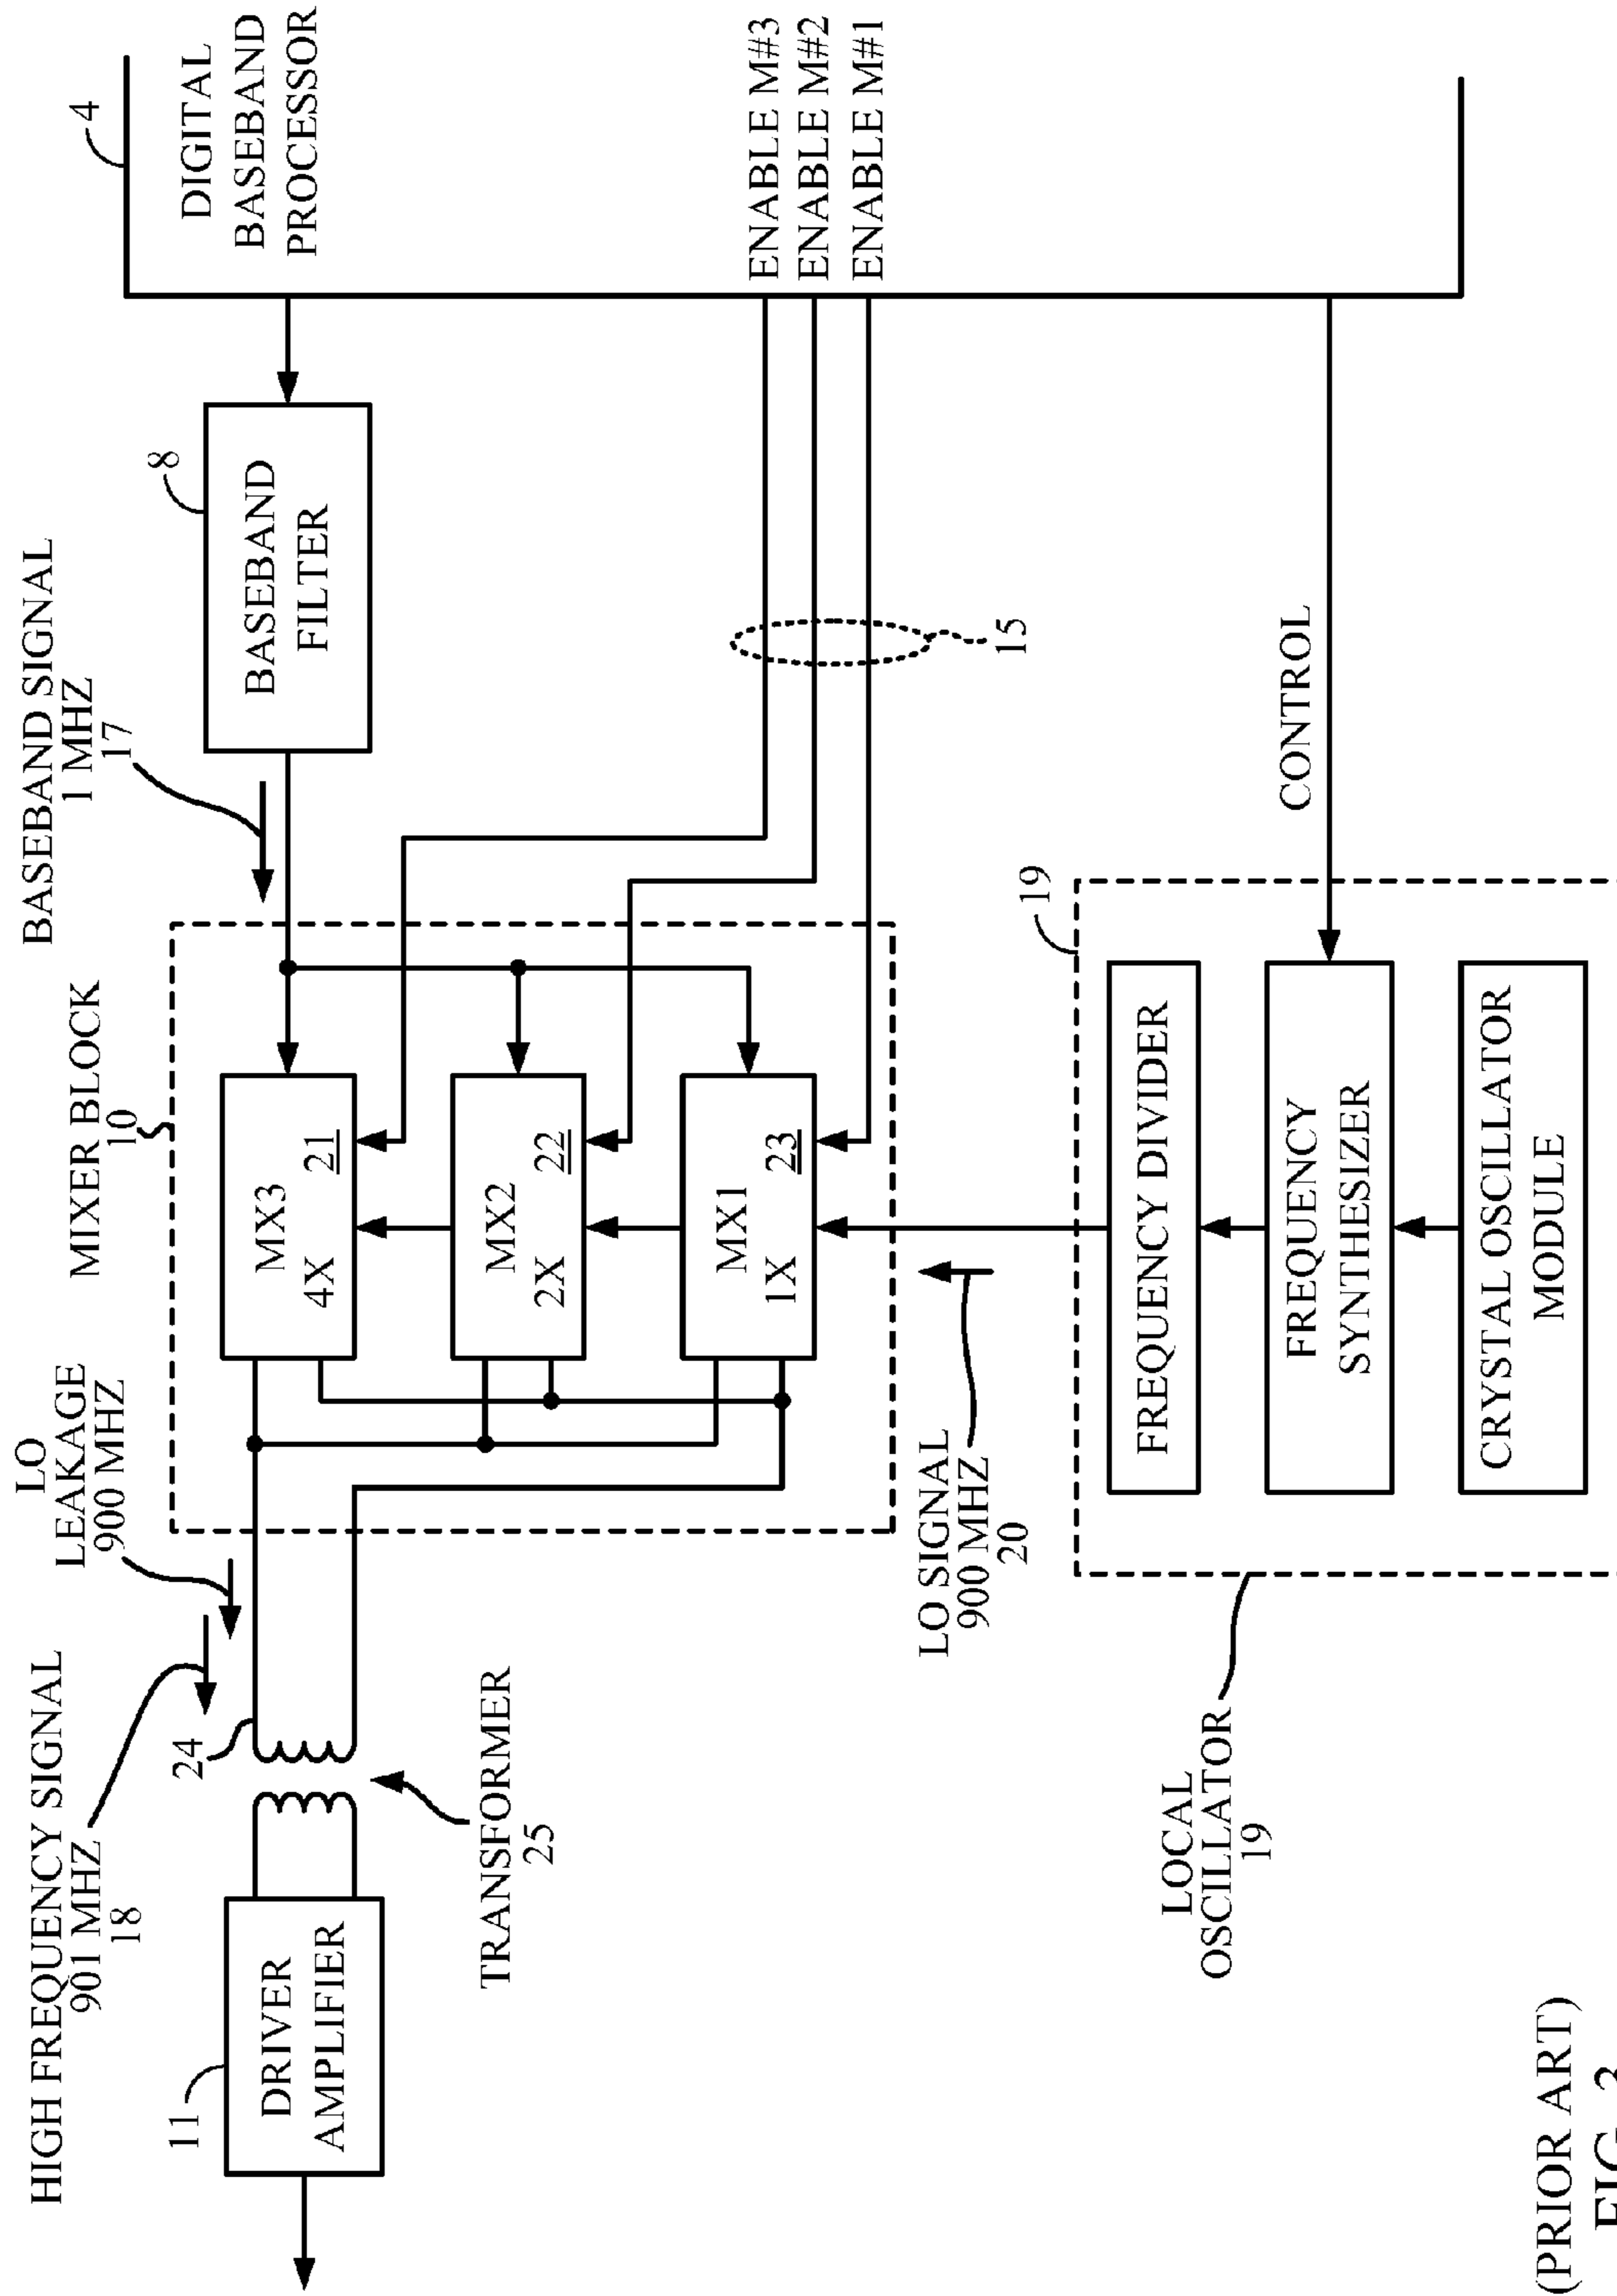 HIGH FREQUENCY SIGNAL
901 MHZ
18
LO
LEAKAGE
900 MHZ
MIXER BLOCK
10
BASEBAND SIGNAL
1 MHZ
17
8
4
11
DRIVER
AMPLIFIER
24
TRANSFORMER
25
MX3
4X 21
MX2
2X 22
MX1
1X 23
BASEBAND
FILTER
DIGITAL
BASEBAND
PROCESSOR
ENABLE M#3
ENABLE M#2
ENABLE M#1
15
LO SIGNAL
900 MHZ
20
19
LOCAL
OSCILLATOR
19
FREQUENCY DIVIDER
FREQUENCY
SYNTHESIZER
CRYSTAL OSCILLATOR
MODULE
CONTROL
(PRIOR ART)
FIG. 3